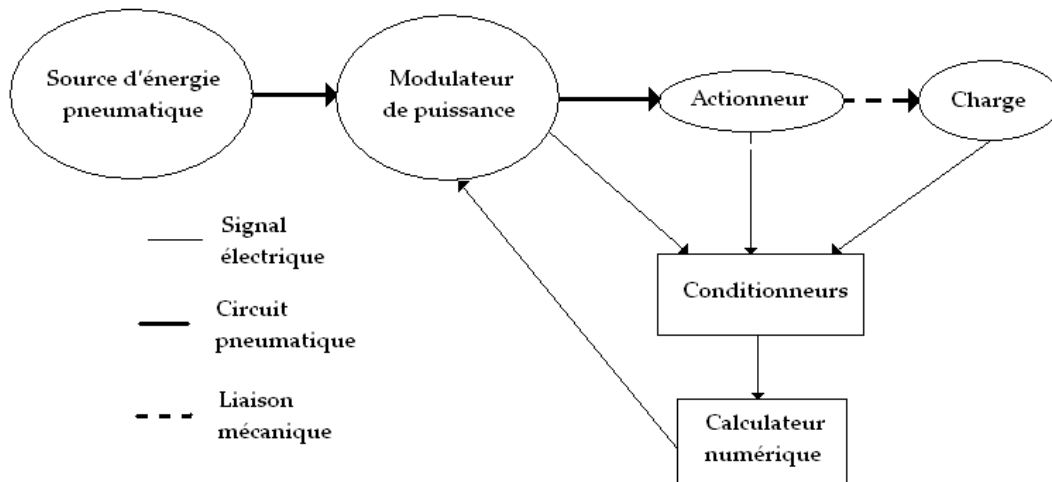 Source d'énergie
pneumatique
Modulateur
de puissance
Actionneur
Charge
Signal
électrique
Circuit
pneumatique
Liaison
mécanique
Conditionneurs
Calculateur
numérique